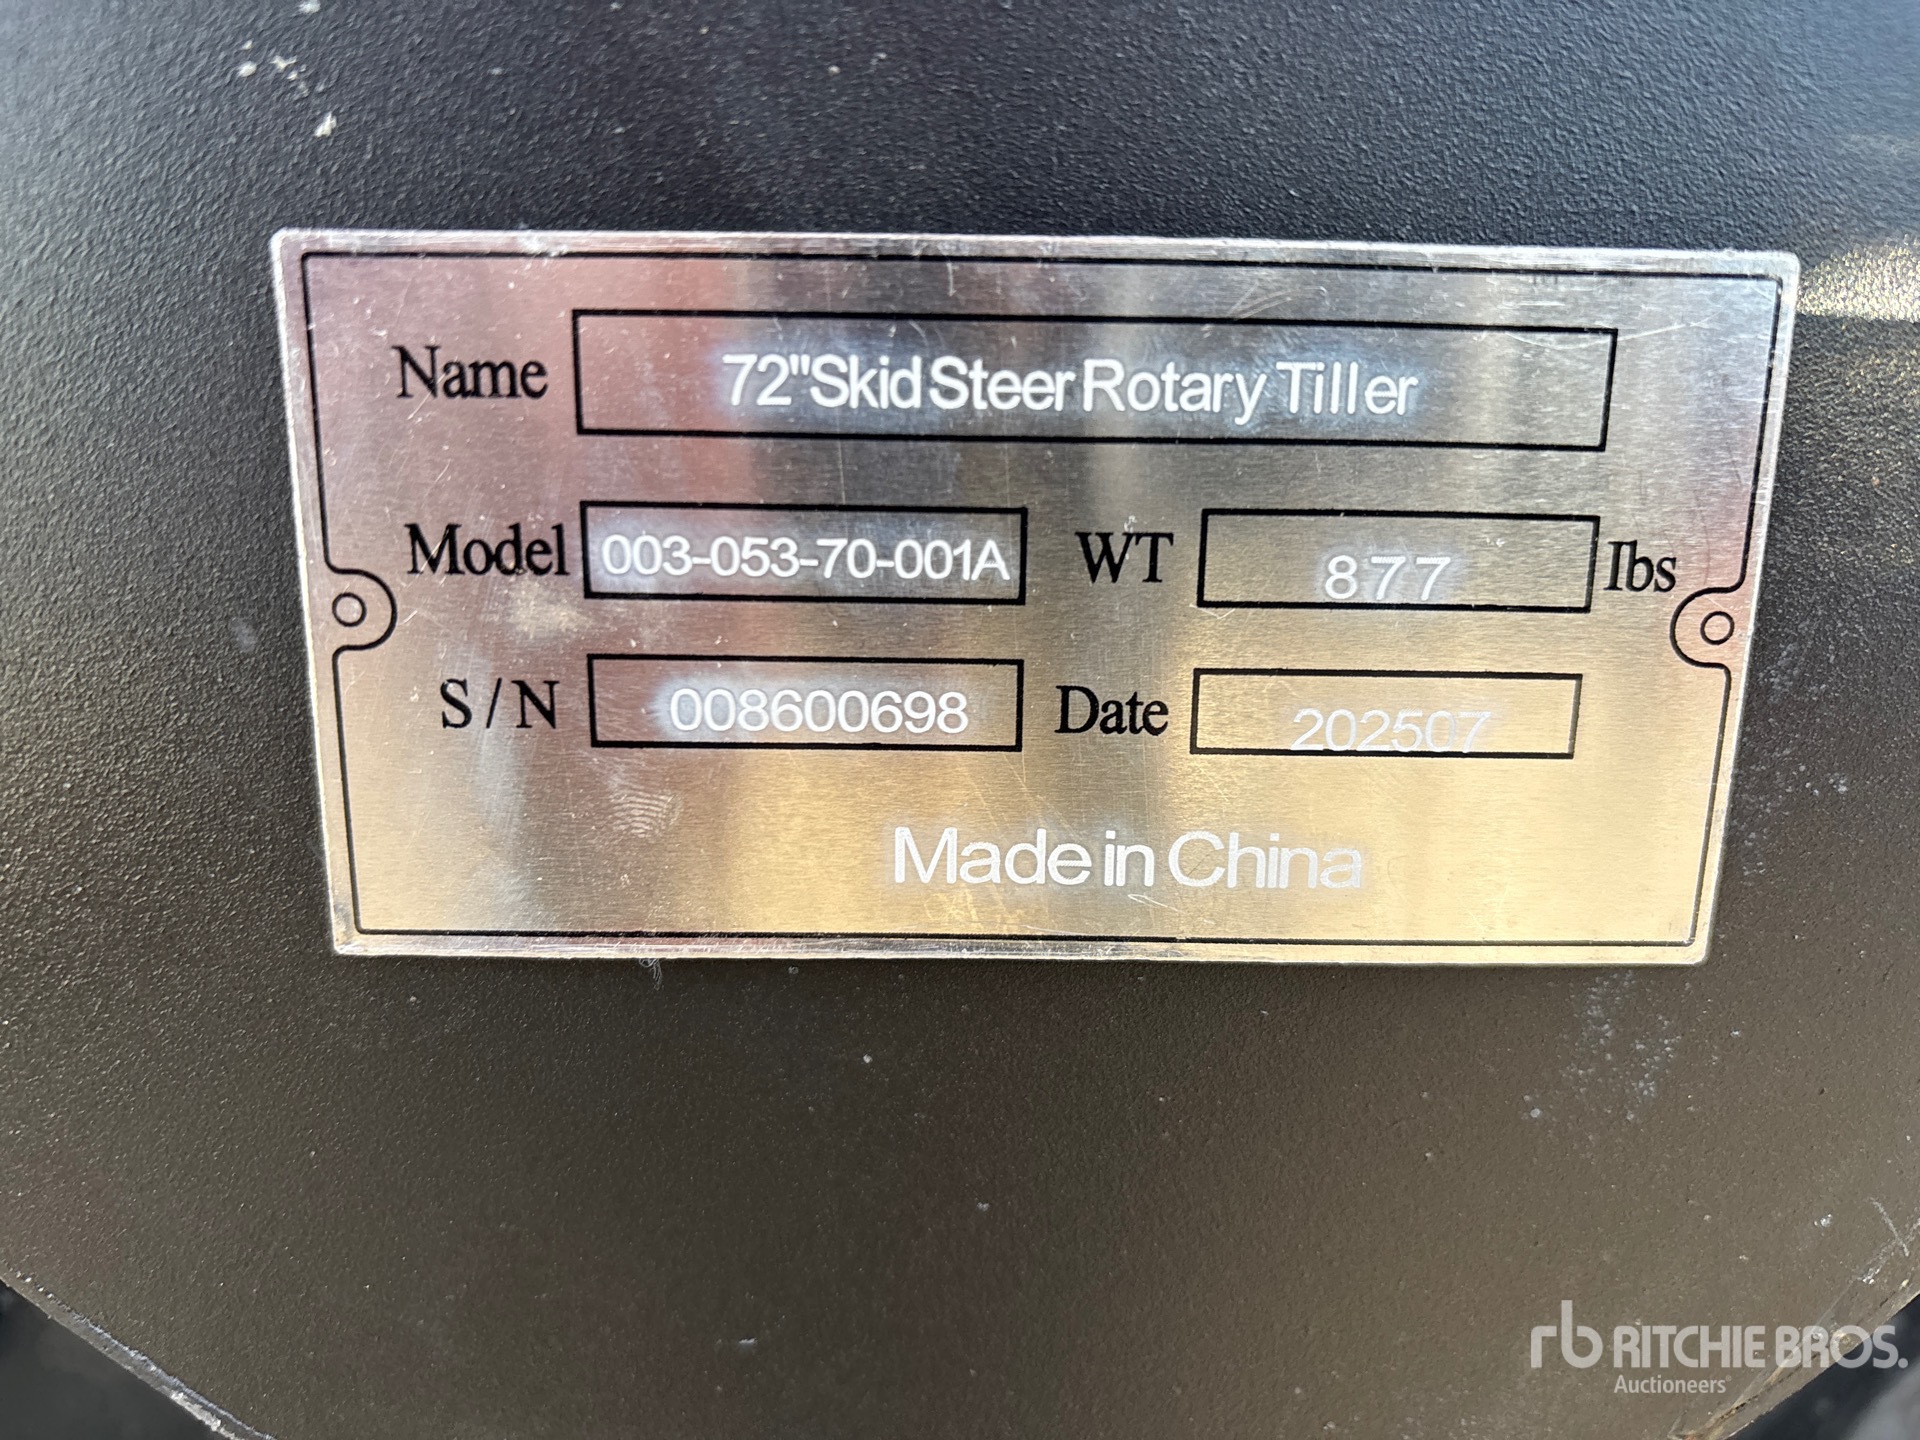 Name 72"Skid Steer Rotary Tiller
Model 003-053-70-001A WT 877 lbs
S/N 008600698 Date 202507
Made in China
rb RITCHIE BROS.
Auctioneers